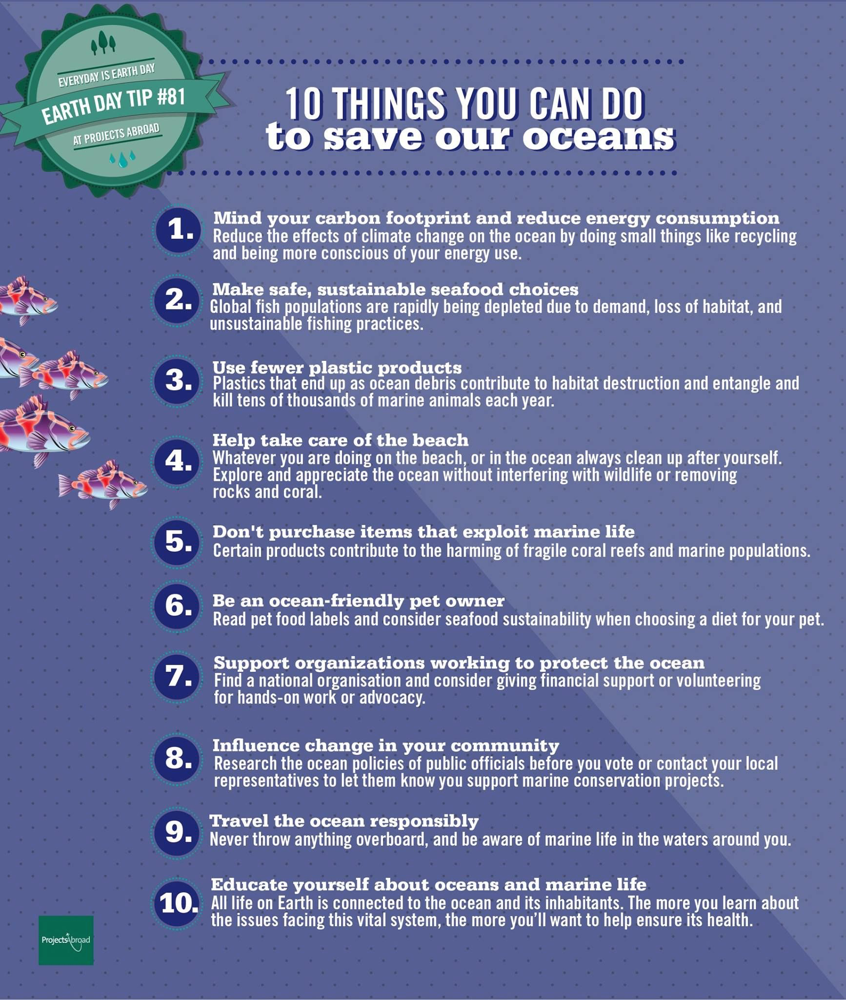 EVERYDAY IS EARTH DAY
EARTH DAY TIP #81
AT PROJECTS ABROAD
10 THINGS YOU CAN DO
to save our oceans
1.
Mind your carbon footprint and reduce energy consumption
Reduce the effects of climate change on the ocean by doing small things like recycling
and being more conscious of your energy use.
2.
Make safe, sustainable seafood choices
Global fish populations are rapidly being depleted due to demand, loss of habitat, and
unsustainable fishing practices.
3.
Use fewer plastic products
Plastics that end up as ocean debris contribute to habitat destruction and entangle and
kill tens of thousands of marine animals each year.
4.
Help take care of the beach
Whatever you are doing on the beach, or in the ocean always clean up after yourself.
Explore and appreciate the ocean without interfering with wildlife or removing
rocks and coral.
5.
Don't purchase items that exploit marine life
Certain products contribute to the harming of fragile coral reefs and marine populations.
6.
Be an ocean-friendly pet owner
Read pet food labels and consider seafood sustainability when choosing a diet for your pet.
7.
Support organizations working to protect the ocean
Find a national organisation and consider giving financial support or volunteering
for hands-on work or advocacy.
8.
Influence change in your community
Research the ocean policies of public officials before you vote or contact your local
representatives to let them know you support marine conservation projects.
9.
Travel the ocean responsibly
Never throw anything overboard, and be aware of marine life in the waters around you.
10.
Educate yourself about oceans and marine life
All life on Earth is connected to the ocean and its inhabitants. The more you learn about
the issues facing this vital system, the more you’ll want to help ensure its health.
ProjectsAbroad